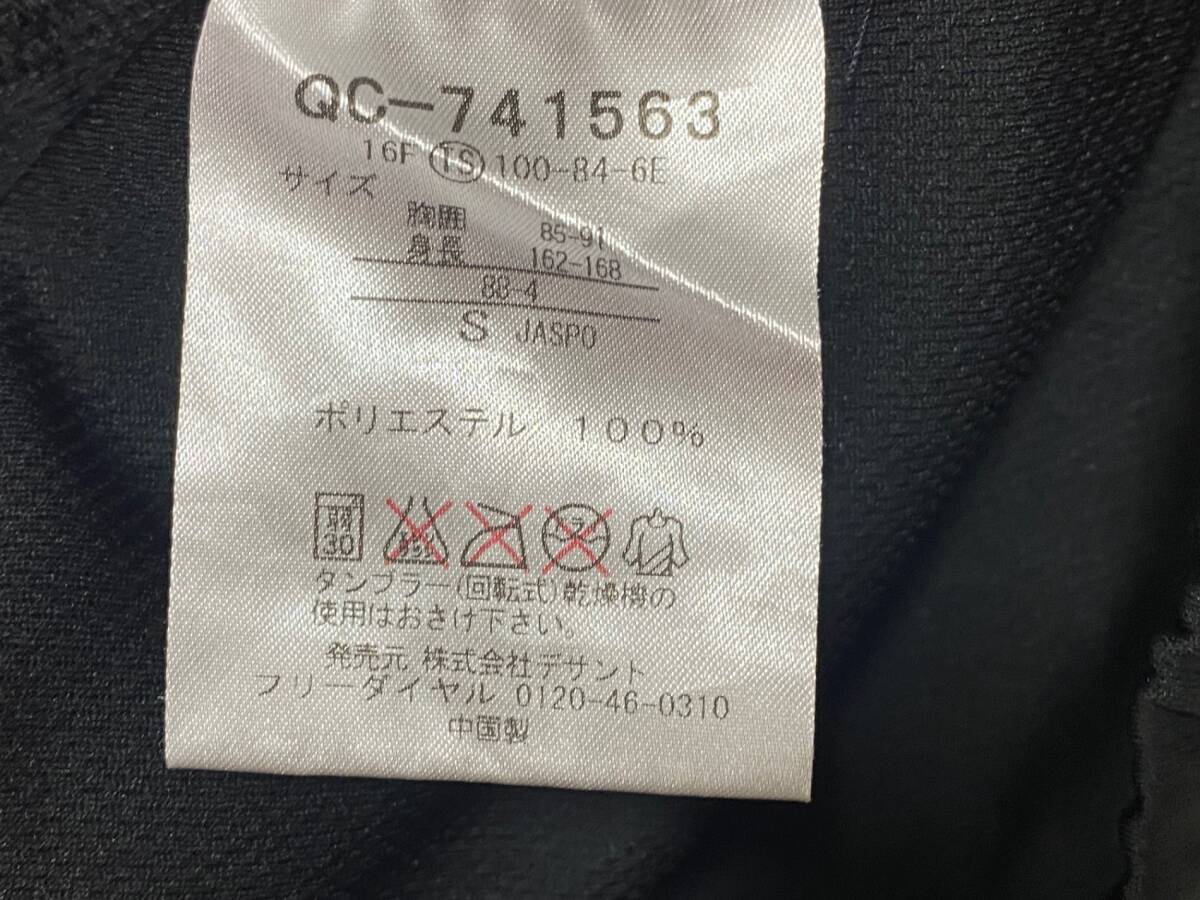 QC-741563
16F TS 100-84-6E
サイズ
胸囲 85-91
身長 162-168
88-4
S JASPO
ポリエステル 100%
弱
30
タンブラー(回転式)乾燥機の
使用はおさけ下さい。
発売元 株式会社デサント
フリーダイヤル 0120-46-0310
中国製